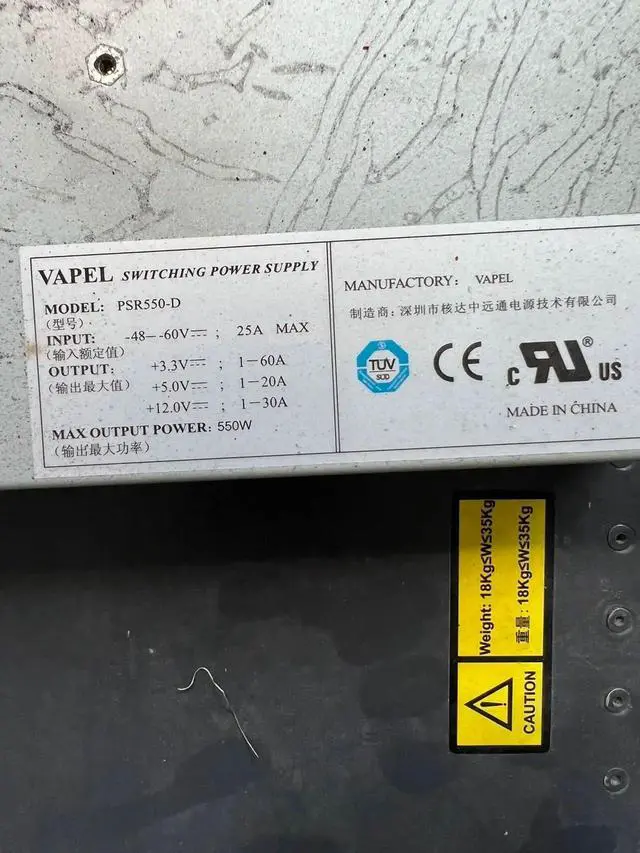 VAPEL SWITCHING POWER SUPPLY
MODEL: PSR550-D
(型号)
INPUT: -48--60V⎓ ; 25A MAX
(输入额定值)
OUTPUT: +3.3V⎓ ; 1-60A
(输出最大值) +5.0V⎓ ; 1-20A
+12.0V⎓ ; 1-30A
MAX OUTPUT POWER: 550W
(输出最大功率)
MANUFACTORY: VAPEL
制造商:深圳市核达中远通电源技术有限公司
TÜV
SÜD
CE
c RU ® US
MADE IN CHINA
Weight: 18Kg≤W≤35Kg
重量: 18Kg≤W≤35Kg
CAUTION